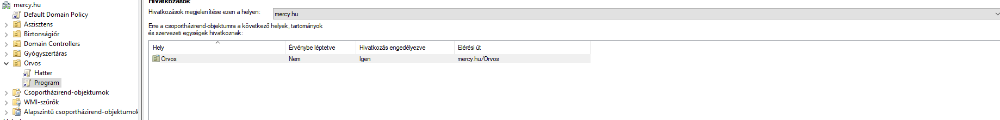 mercy.hu
Default Domain Policy
Aszisztens
Biztonságiőr
Domain Controllers
Gyógyszertáras
Orvos
Hatter
Program
Csoportházirend-objektumok
WMI-szűrők
Alapszintű csoportházirend-objektumok
Hivatkozások
Hivatkozások megjelenítése ezen a helyen: mercy.hu
Erre a csoportházirend-objektumra a következő helyek, tartományok
és szervezeti egységek hivatkoznak:
Hely Érvénybe léptetve Hivatkozás engedélyezve Elérési út
Orvos Nem Igen mercy.hu/Orvos